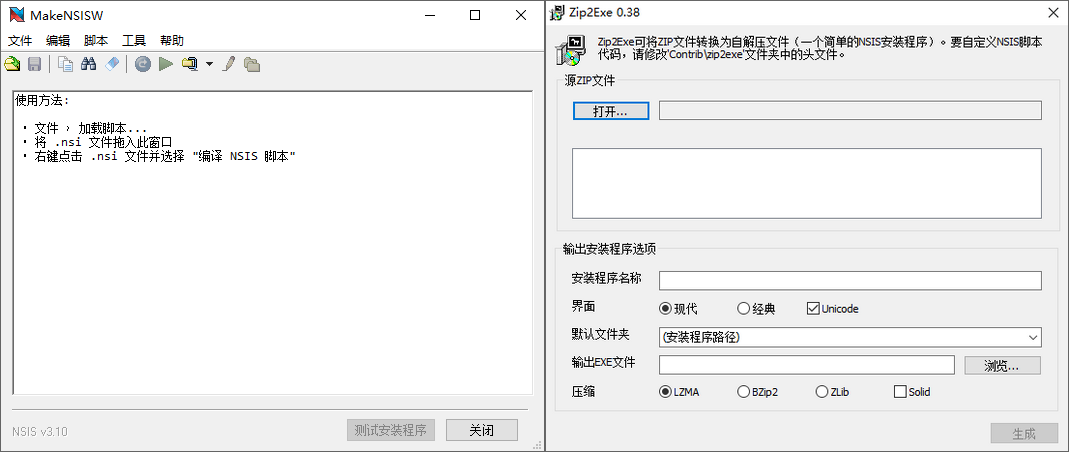 MakeNSISW
文件 编辑 脚本 工具 帮助
使用方法:
· 文件 › 加载脚本...
· 将 .nsi 文件拖入此窗口
· 右键点击 .nsi 文件并选择 "编译 NSIS 脚本"
NSIS v3.10
测试安装程序
关闭
Zip2Exe 0.38
Zip2Exe可将ZIP文件转换为自解压文件（一个简单的NSIS安装程序）。要自定义NSIS脚本
代码，请修改'Contrib\zip2exe'文件夹中的头文件。
源ZIP文件
打开...
输出安装程序选项
安装程序名称
界面 现代 经典 Unicode
默认文件夹 (安装程序路径)
输出EXE文件 浏览...
压缩 LZMA BZip2 ZLib Solid
生成